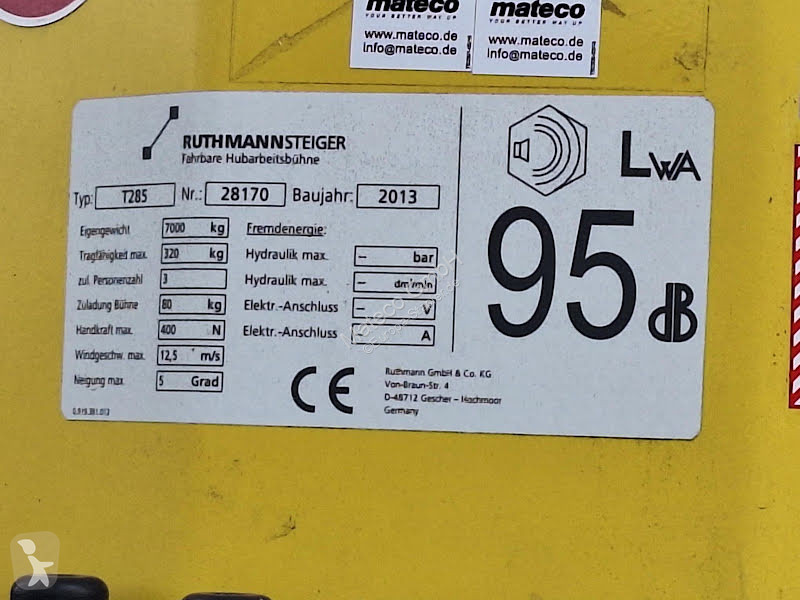 mateco
YOUR BETTER WAY UP
www.mateco.de
info@mateco.de
mateco
YOUR BETTER WAY UP
www.mateco.de
info@mateco.de
RUTHMANNSTEIGER
Fahrbare Hubarbeitsbühne
Typ: T285 Nr.: 28170 Baujahr: 2013
Eigengewicht 7000 kg
Tragfähigkeit max. 320 kg
zul. Personenzahl 3
Zuladung Bühne 80 kg
Handkraft max. 400 N
Windgeschw. max. 12,5 m/s
Neigung max. 5 Grad
Fremdenergie:
Hydraulik max. – bar
Hydraulik max. – dm³/min
Elektr.-Anschluss – V
Elektr.-Anschluss – A
CE
Ruthmann GmbH & Co. KG
Von-Braun-Str. 4
D-48712 Gescher – Hochmoor
Germany
LWA
95 dB